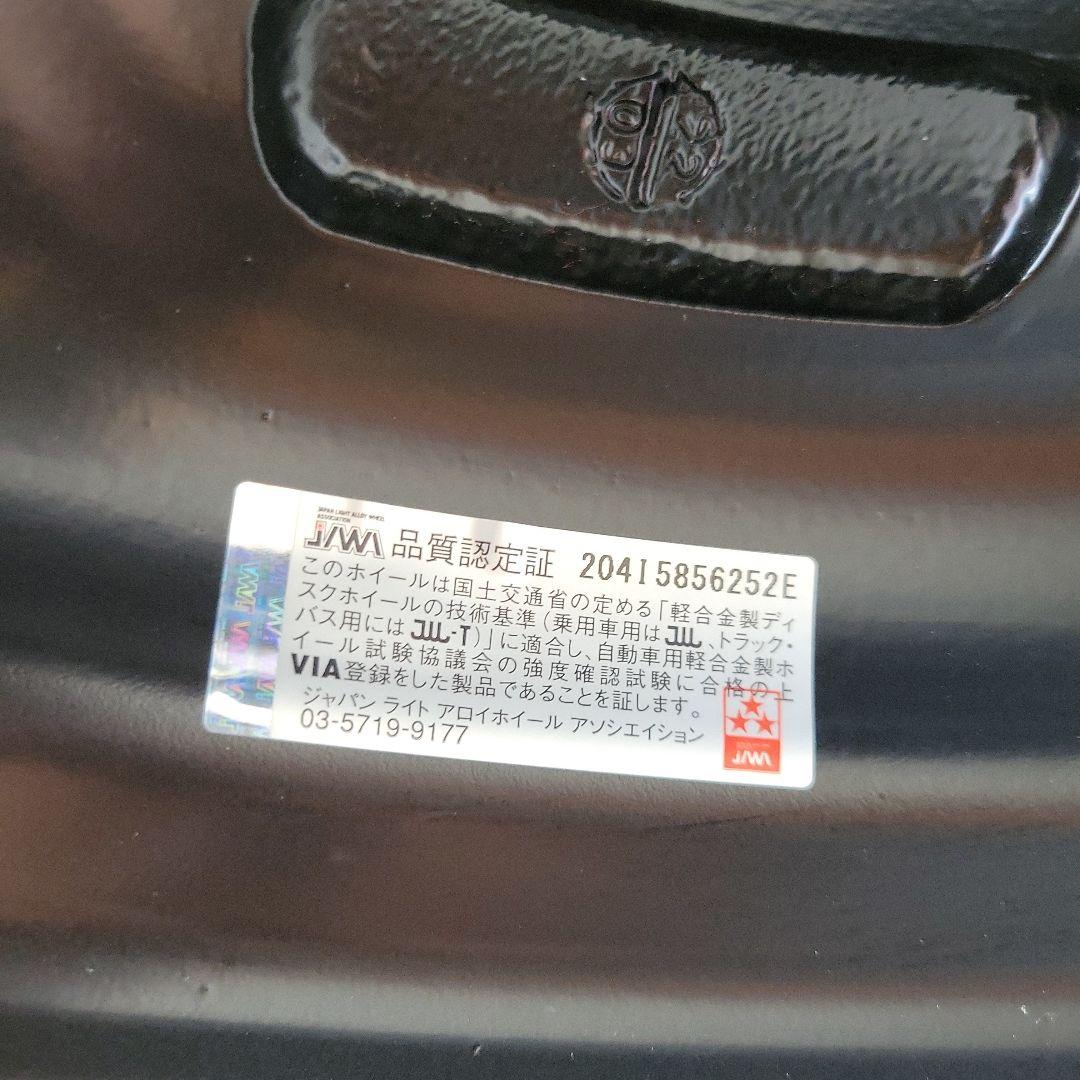 JAPAN LIGHT ALLOY WHEEL
ASSOCIATION
JAWA 品質認定証 204I5856252E
このホイールは国土交通省の定める「軽合金製ディ
スクホイールの技術基準(乗用車用はJWL、トラック・
バス用にはJWL-T)」に適合し、自動車用軽合金製ホ
イール試験協議会の強度確認試験に合格の上
VIA登録をした製品であることを証します。
ジャパン ライト アロイホイール アソシエイション
03-5719-9177
JAWA